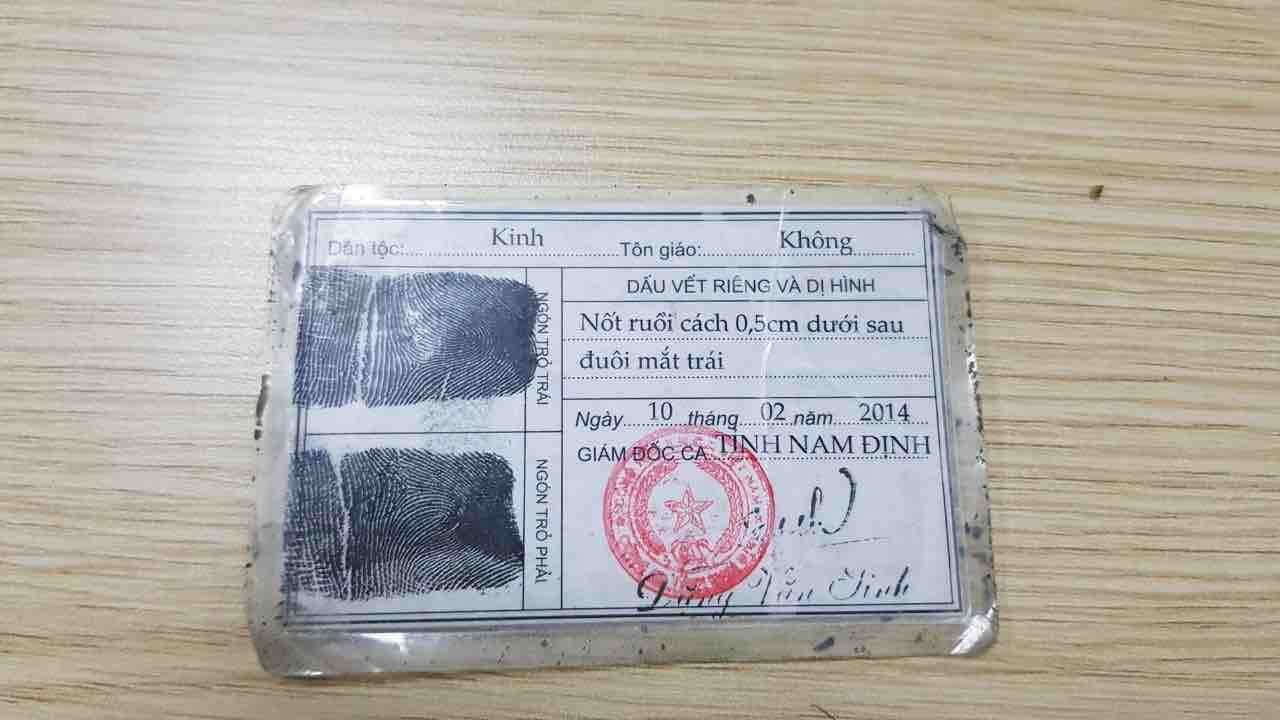 Dân tộc: Kinh Tôn giáo: Không
NGÓN TRỎ TRÁI
NGÓN TRỎ PHẢI
DẤU VẾT RIÊNG VÀ DỊ HÌNH
Nốt ruồi cách 0,5cm dưới sau
đuôi mắt trái
Ngày 10 tháng 02 năm 2014
GIÁM ĐỐC CA TỈNH NAM ĐỊNH
Văn Sinh